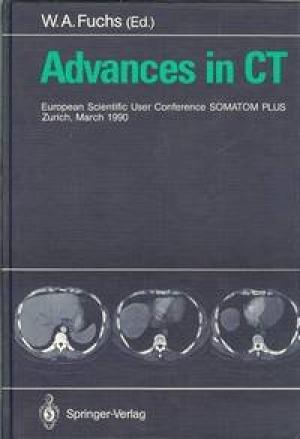 W. A. Fuchs (Ed.)
Advances in CT
European Scientific User Conference SOMATOM PLUS
Zurich, March 1990
Springer-Verlag